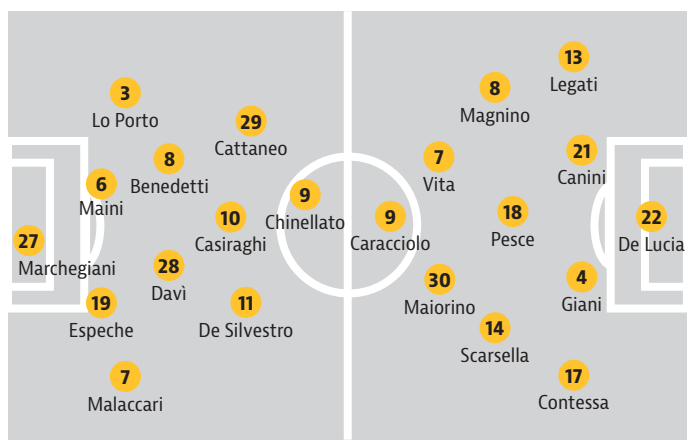 3
Lo Porto
29
Cattaneo
8
Benedetti
6
Maini
9
Chinellato
10
Casiraghi
27
Marchegiani
28
Davì
19
Espeche
11
De Silvestro
7
Malaccari
13
Legati
8
Magnino
21
Canini
7
Vita
18
Pesce
9
Caracciolo
22
De Lucia
30
Maiorino
4
Giani
14
Scarsella
17
Contessa